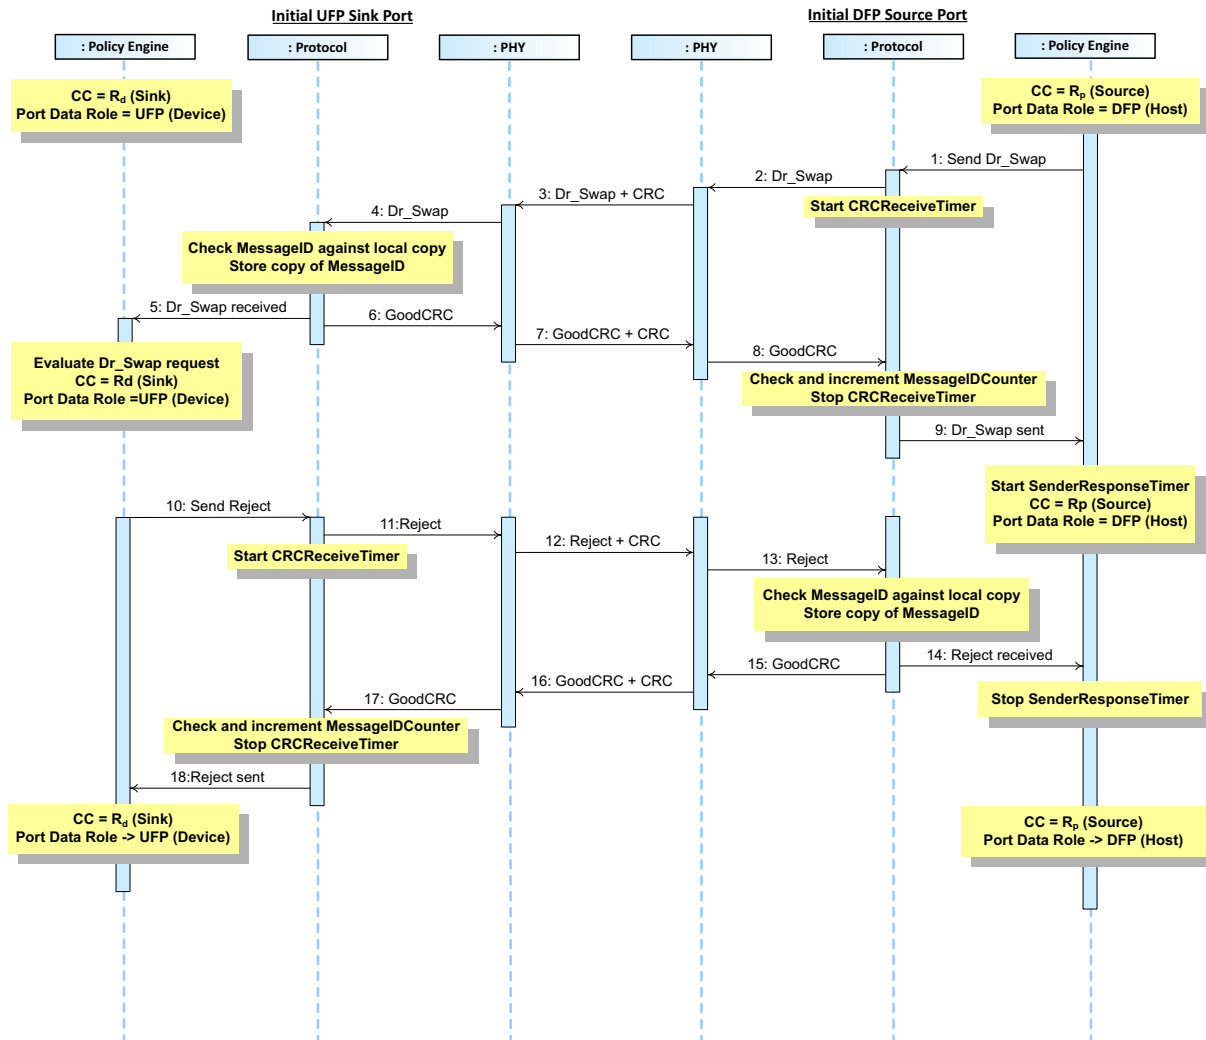 Initial UFP Sink Port
Initial DFP Source Port
: Policy Engine
: Protocol
: PHY
: PHY
: Protocol
: Policy Engine
CC = Rd (Sink)
Port Data Role = UFP (Device)
CC = Rp (Source)
Port Data Role = DFP (Host)
1: Send Dr_Swap
2: Dr_Swap
3: Dr_Swap + CRC
Start CRCReceiveTimer
4: Dr_Swap
Check MessageID against local copy
Store copy of MessageID
5: Dr_Swap received
6: GoodCRC
7: GoodCRC + CRC
8: GoodCRC
Evaluate Dr_Swap request
CC = Rd (Sink)
Port Data Role =UFP (Device)
Check and increment MessageIDCounter
Stop CRCReceiveTimer
9: Dr_Swap sent
Start SenderResponseTimer
CC = Rp (Source)
Port Data Role = DFP (Host)
10: Send Reject
11:Reject
12: Reject + CRC
Start CRCReceiveTimer
13: Reject
Check MessageID against local copy
Store copy of MessageID
14: Reject received
15: GoodCRC
16: GoodCRC + CRC
17: GoodCRC
Stop SenderResponseTimer
Check and increment MessageIDCounter
Stop CRCReceiveTimer
18:Reject sent
CC = Rd (Sink)
Port Data Role -> UFP (Device)
CC = Rp (Source)
Port Data Role -> DFP (Host)